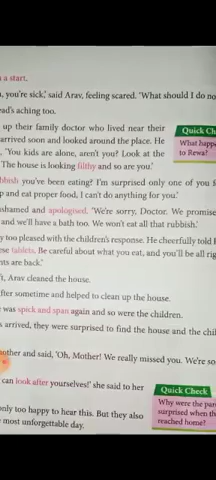 a start.
, you're sick,' said Arav, feeling scared. 'What should I do no
ead's aching too.
up their family doctor who lived near their
arrived soon and looked around the place. He
'You kids are alone, aren't you? Look at the
The house is looking filthy and so are you.'
Quick Ch
What happ
to Rewa?
bbish you've been eating? I'm surprised only one of you f
p and eat proper food, I can't do anything for you.'
shamed and apologised. 'We're sorry, Doctor. We promise
and we'll have a bath too. We won't eat all that rubbish.'
y too pleased with the children's response. He cheerfully told
ese tablets. Be careful about what you eat, and you'll be all rig
nts are back.'
t, Arav cleaned the house.
fter sometime and helped to clean up the house.
was spick and span again and so were the children.
s arrived, they were surprised to find the house and the chil
other and said, 'Oh, Mother! We really missed you. We're so
can look after yourselves!' she said to her
only too happy to hear this. But they also
most unforgettable day.
Quick Check
Why were the par
surprised when th
reached home?